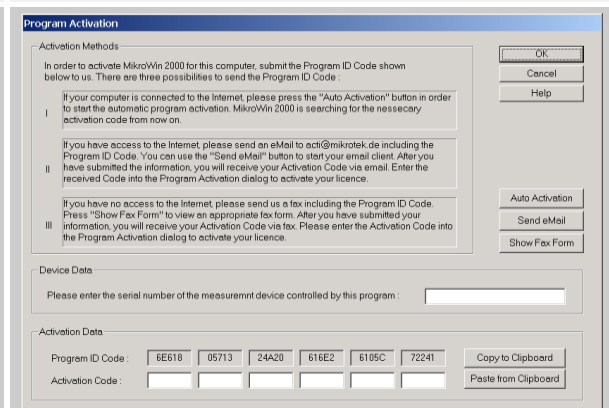 Program Activation
Activation Methods
In order to activate MikroWin 2000 for this computer, submit the Program ID Code shown
below to us. There are three possibilities to send the Program ID Code :
I
If your computer is connected to the Internet, please press the "Auto Activation" button in order
to start the automatic program activation. MikroWin 2000 is searching for the nessecary
activation code from now on.
II
If you have access to the Internet, please send an eMail to acti@mikrotek.de including the
Program ID Code. You can use the "Send eMail" button to start your email client. After you
have submitted the information, you will receive your Activation Code via email. Enter the
received Code into the Program Activation dialog to activate your licence.
III
If you have no access to the Internet, please send us a fax including the Program ID Code.
Press "Show Fax Form" to view an appropriate fax form. After you have submitted your
information, you will receive your Activation Code via fax. Please enter the Activation Code into
the Program Activation dialog to activate your licence.
OK
Cancel
Help
Auto Activation
Send eMail
Show Fax Form
Device Data
Please enter the serial number of the measuremnt device controlled by this program :
Activation Data
Program ID Code : 6E618 05713 24A20 616E2 6105C 72241 Copy to Clipboard
Activation Code : Paste from Clipboard